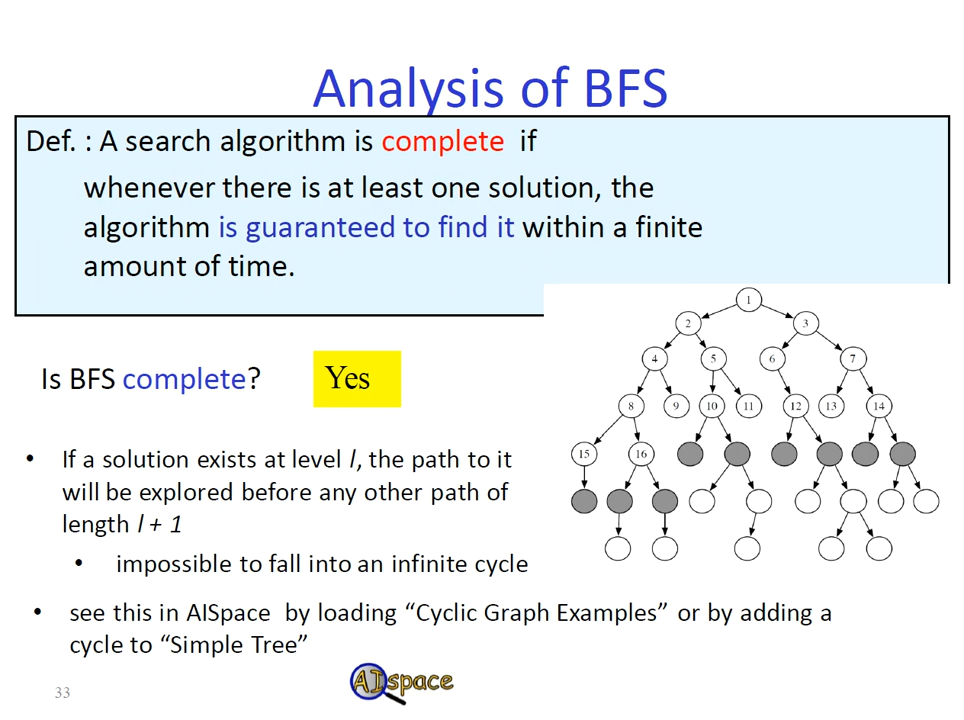 Analysis of BFS
Def. : A search algorithm is complete if
whenever there is at least one solution, the
algorithm is guaranteed to find it within a finite
amount of time.
1
2 3
4 5 6 7
8 9 10 11 12 13 14
15 16
Is BFS complete? Yes
• If a solution exists at level l, the path to it
will be explored before any other path of
length l + 1
• impossible to fall into an infinite cycle
• see this in AISpace by loading “Cyclic Graph Examples” or by adding a
cycle to “Simple Tree”
33
AIspace